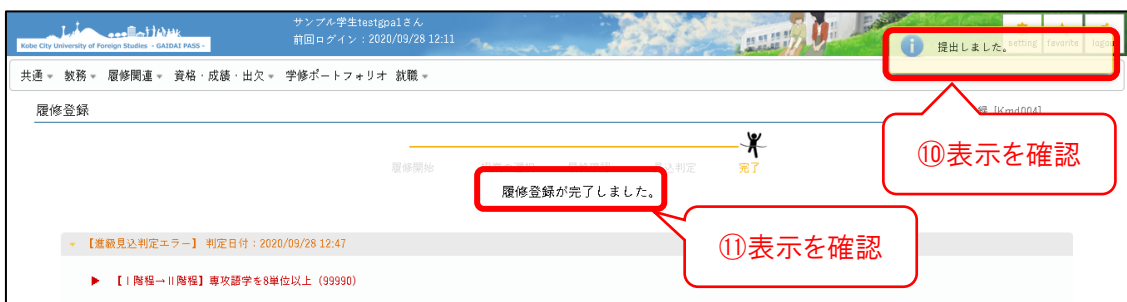 サンプル学生testgpa1さん
Kobe City University of Foreign Studies - GAIDAI PASS -
前回ログイン：2020/09/28 12:11
提出しました。
setting favorite logo
共通 教務 履修関連 資格・成績・出欠 学修ポートフォリオ 就職
履修登録
[Kmd004]
⑩表示を確認
履修開始
判定
完了
履修登録が完了しました。
⑪表示を確認
【進級見込判定エラー】 判定日付：2020/09/28 12:47
【Ⅰ階程→Ⅱ階程】専攻語学を8単位以上（99990）